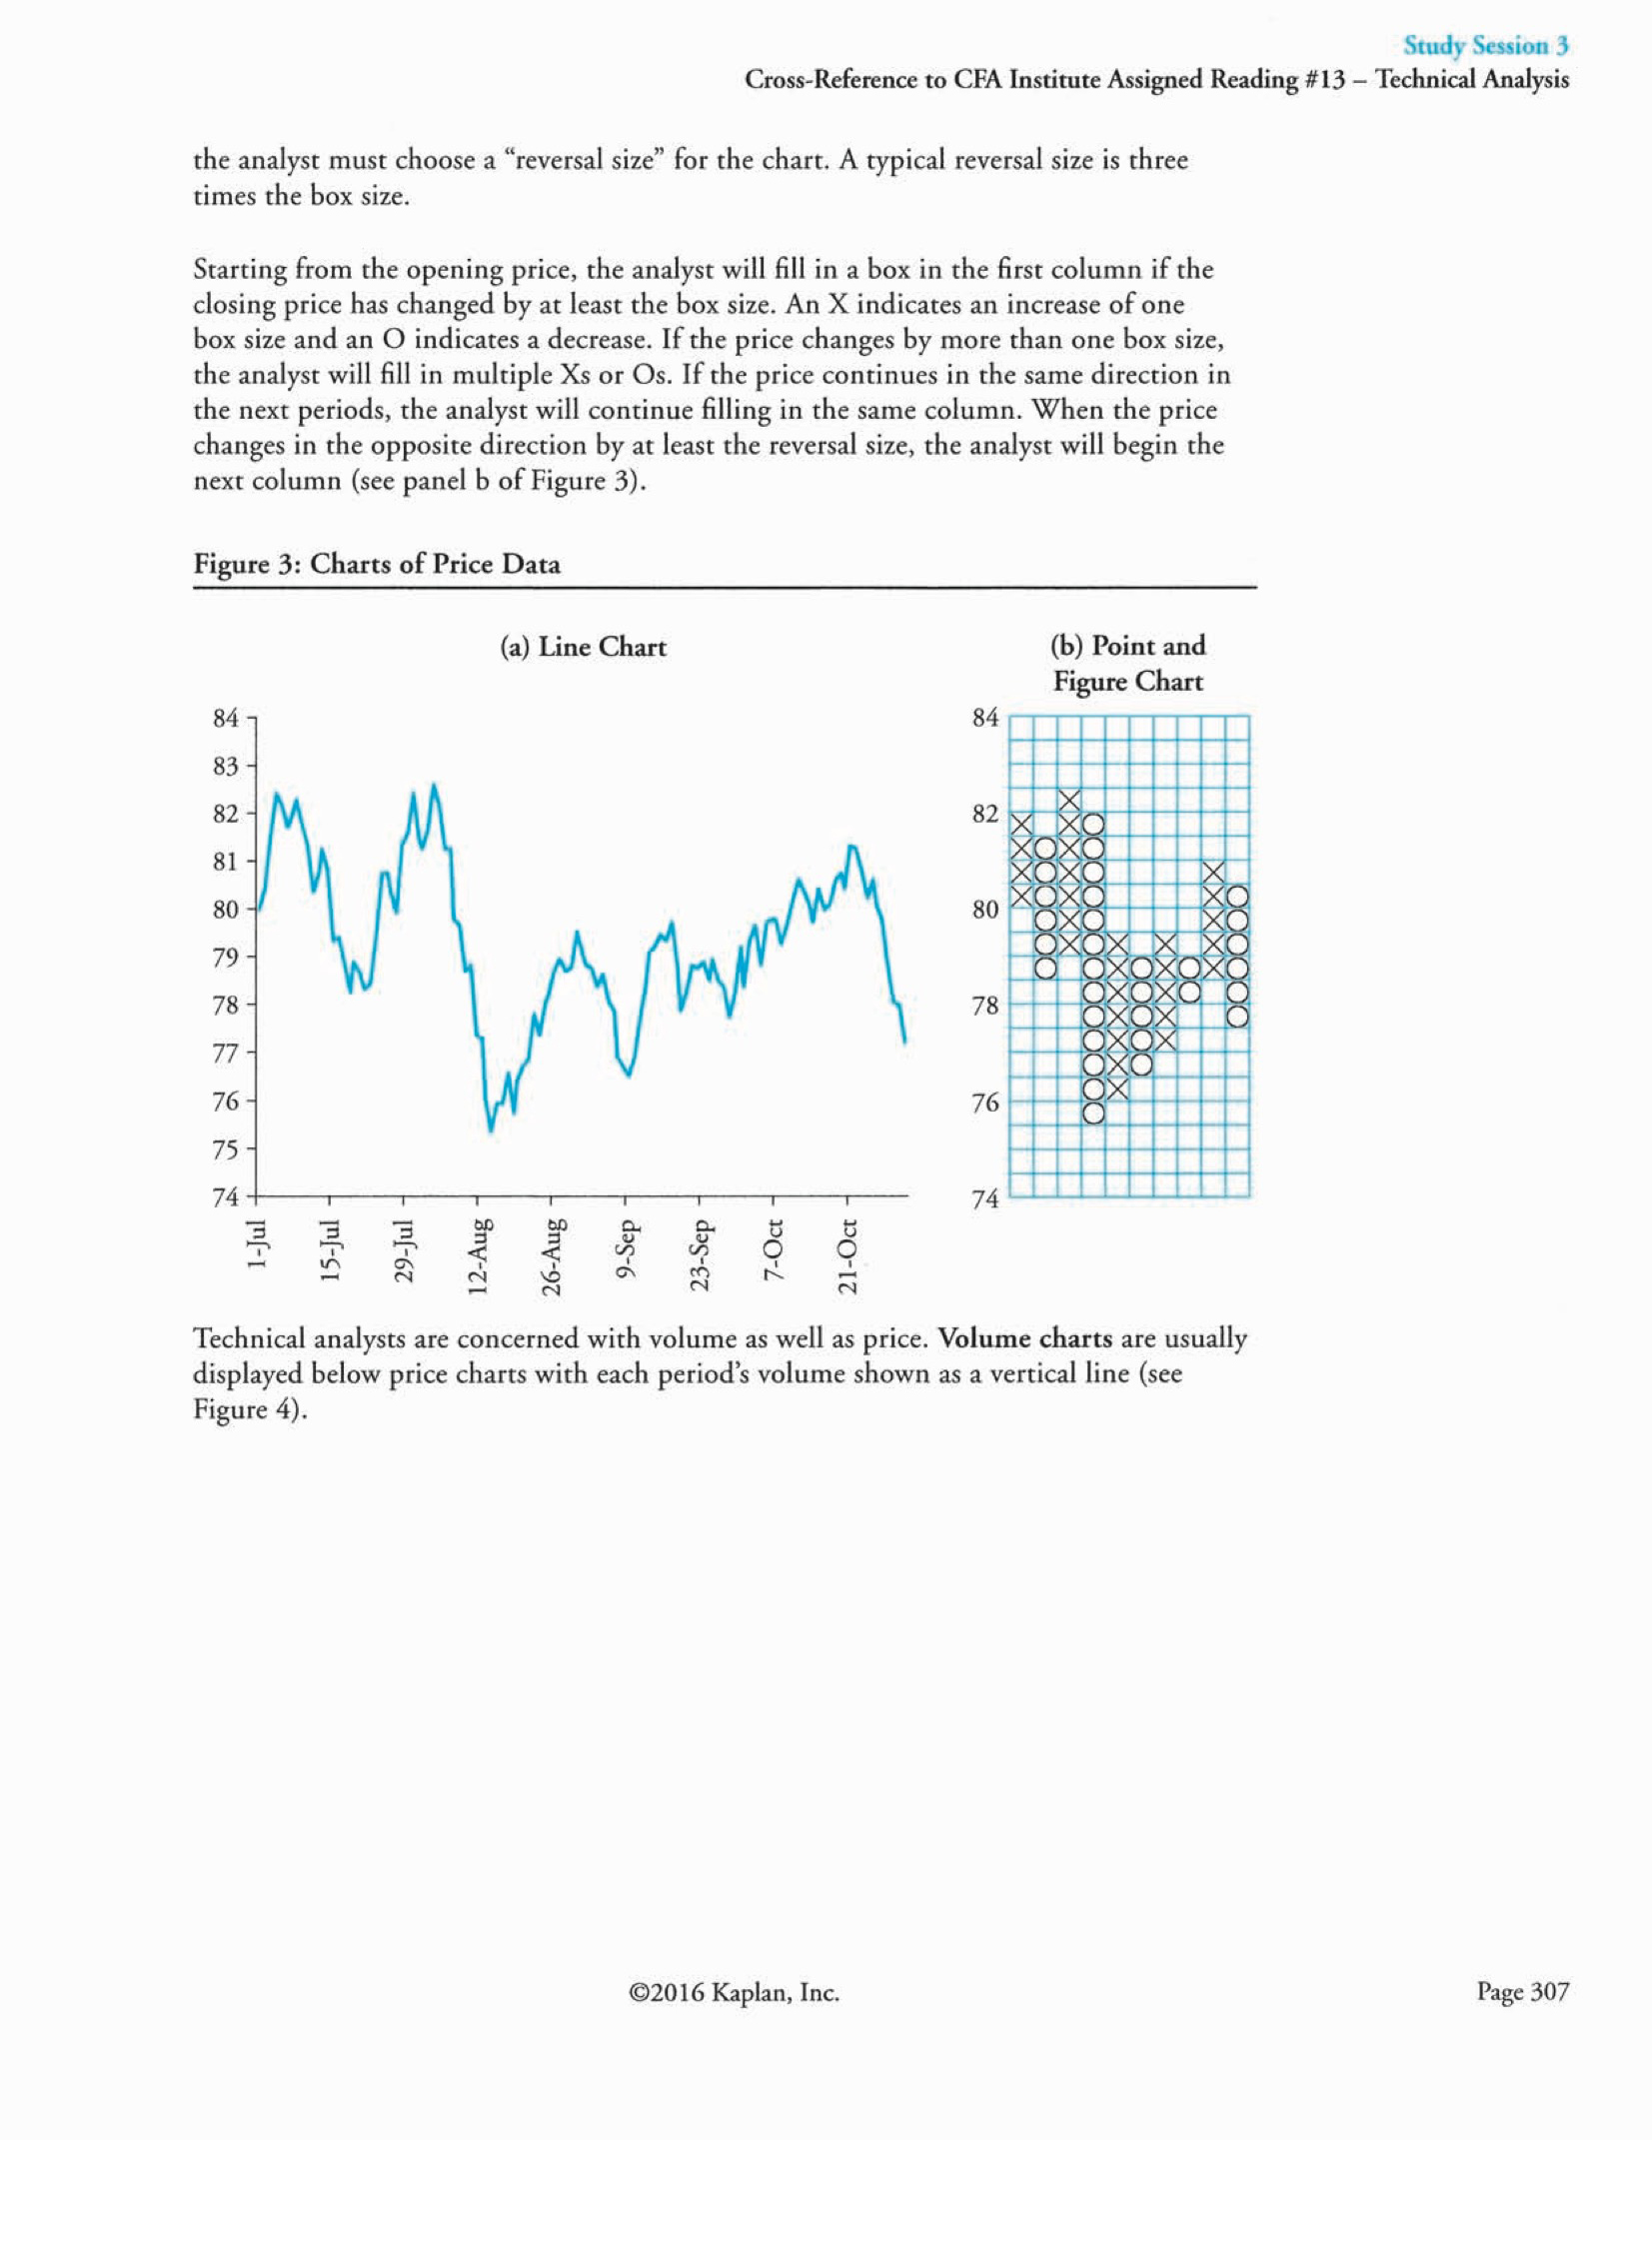 Study Session 3
Cross-Reference to CFA Institute Assigned Reading #13 – Technical Analysis
the analyst must choose a “reversal size” for the chart. A typical reversal size is three
times the box size.
Starting from the opening price, the analyst will fill in a box in the first column if the
closing price has changed by at least the box size. An X indicates an increase of one
box size and an O indicates a decrease. If the price changes by more than one box size,
the analyst will fill in multiple Xs or Os. If the price continues in the same direction in
the next periods, the analyst will continue filling in the same column. When the price
changes in the opposite direction by at least the reversal size, the analyst will begin the
next column (see panel b of Figure 3).
Figure 3: Charts of Price Data
(a) Line Chart
84
83
82
81
80
79
78
77
76
75
74
1-Jul
15-Jul
29-Jul
12-Aug
26-Aug
9-Sep
23-Sep
7-Oct
21-Oct
(b) Point and
Figure Chart
84
82
80
78
76
74
Technical analysts are concerned with volume as well as price. Volume charts are usually
displayed below price charts with each period’s volume shown as a vertical line (see
Figure 4).
©2016 Kaplan, Inc.
Page 307